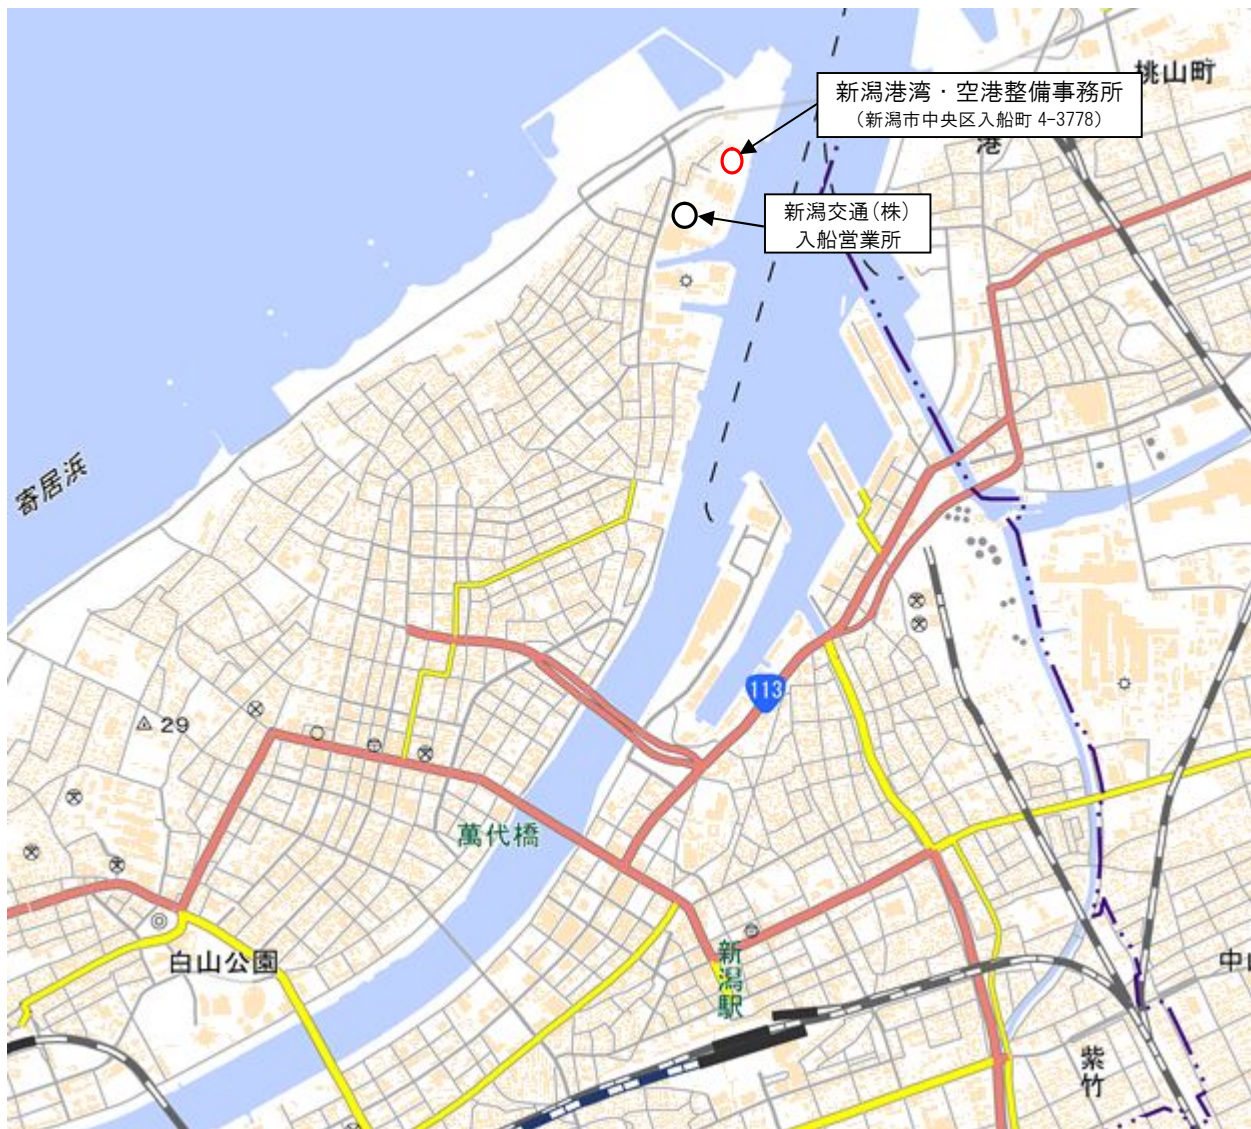 桃山町
新潟港湾・空港整備事務所
(新潟市中央区入船町 4-3778)
港
新潟交通(株)
入船営業所
寄居浜
113
29
萬代橋
白山公園
新潟駅
紫竹